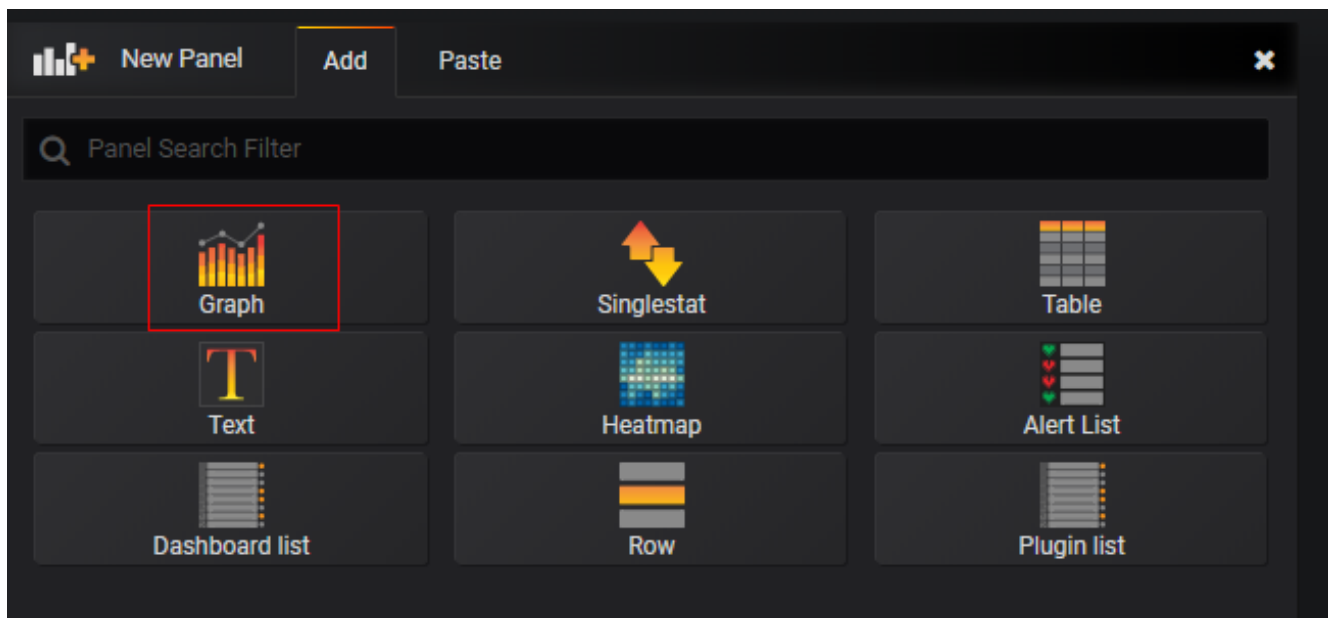 New Panel Add Paste
Panel Search Filter
Graph Singlestat Table
Text Heatmap Alert List
Dashboard list Row Plugin list